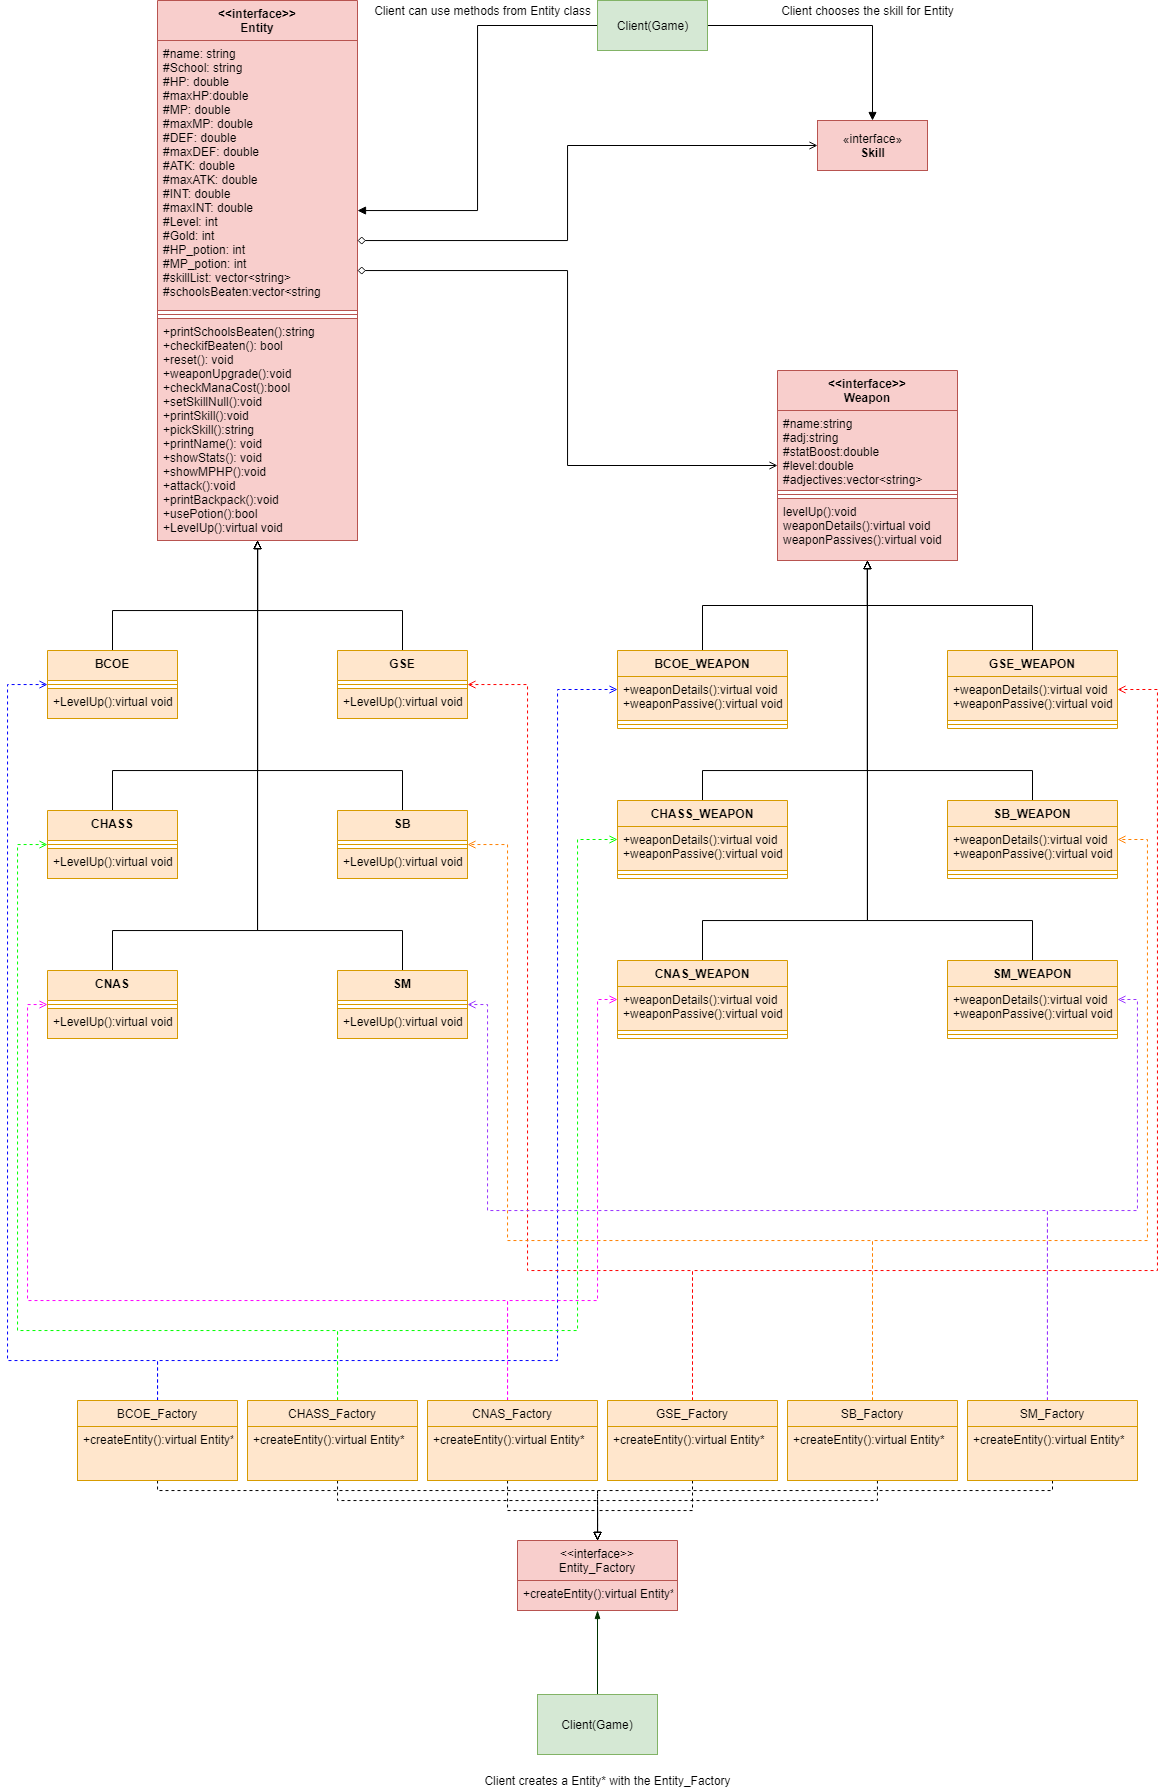 Client can use methods from Entity class
Client(Game)
Client chooses the skill for Entity
<<interface>>
Entity
#name: string
#School: string
#HP: double
#maxHP:double
#MP: double
#maxMP: double
#DEF: double
#maxDEF: double
#ATK: double
#maxATK: double
#INT: double
#maxINT: double
#Level: int
#Gold: int
#HP_potion: int
#MP_potion: int
#skillList: vector<string>
#schoolsBeaten:vector<string
+printSchoolsBeaten():string
+checkifBeaten(): bool
+reset(): void
+weaponUpgrade():void
+checkManaCost():bool
+setSkillNull():void
+printSkill():void
+pickSkill():string
+printName(): void
+showStats(): void
+showMPHP():void
+attack():void
+printBackpack():void
+usePotion():bool
+LevelUp():virtual void
«interface»
Skill
<<interface>>
Weapon
#name:string
#adj:string
#statBoost:double
#level:double
#adjectives:vector<string>
levelUp():void
weaponDetails():virtual void
weaponPassives():virtual void
BCOE
+LevelUp():virtual void
GSE
+LevelUp():virtual void
BCOE_WEAPON
+weaponDetails():virtual void
+weaponPassive():virtual void
GSE_WEAPON
+weaponDetails():virtual void
+weaponPassive():virtual void
CHASS
+LevelUp():virtual void
SB
+LevelUp():virtual void
CHASS_WEAPON
+weaponDetails():virtual void
+weaponPassive():virtual void
SB_WEAPON
+weaponDetails():virtual void
+weaponPassive():virtual void
CNAS
+LevelUp():virtual void
SM
+LevelUp():virtual void
CNAS_WEAPON
+weaponDetails():virtual void
+weaponPassive():virtual void
SM_WEAPON
+weaponDetails():virtual void
+weaponPassive():virtual void
BCOE_Factory
+createEntity():virtual Entity*
CHASS_Factory
+createEntity():virtual Entity*
CNAS_Factory
+createEntity():virtual Entity*
GSE_Factory
+createEntity():virtual Entity*
SB_Factory
+createEntity():virtual Entity*
SM_Factory
+createEntity():virtual Entity*
<<interface>>
Entity_Factory
+createEntity():virtual Entity*
Client(Game)
Client creates a Entity* with the Entity_Factory